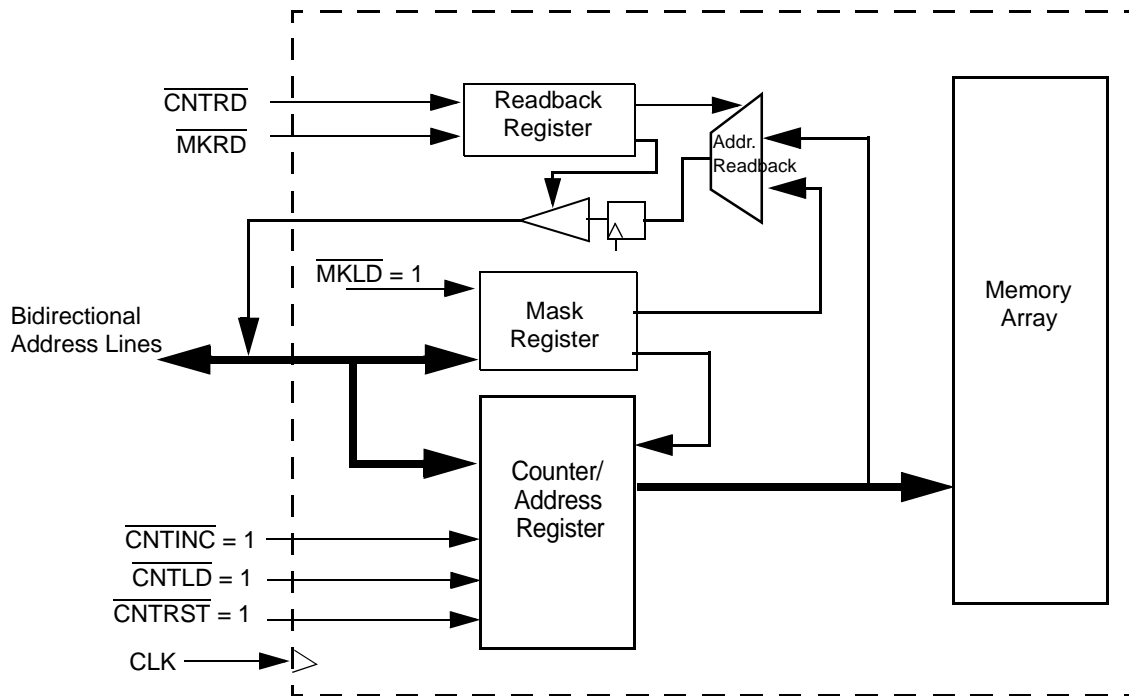 CNTRD
MKRD
Readback
Register
Addr.
Readback
MKLD = 1
Bidirectional
Address Lines
Mask
Register
Memory
Array
Counter/
Address
Register
CNTINC = 1
CNTLD = 1
CNTRST = 1
CLK